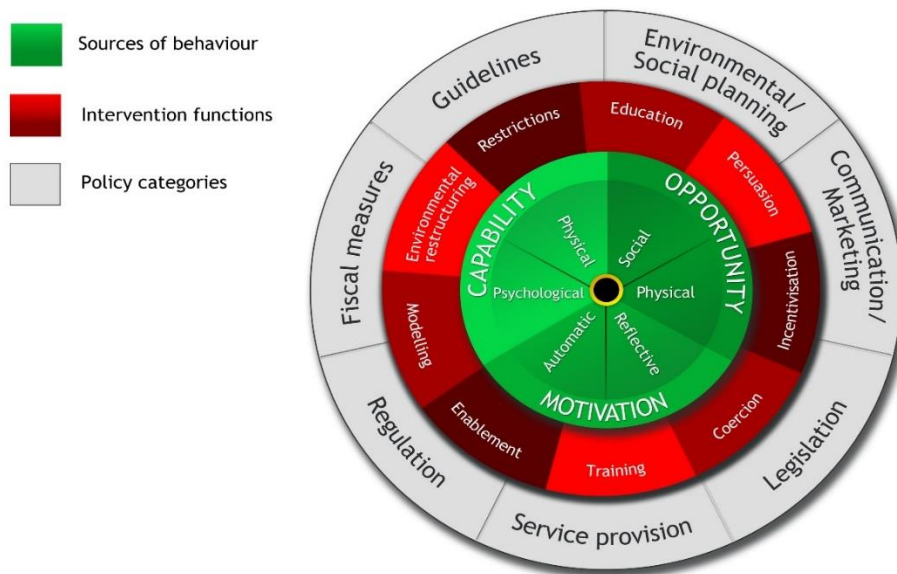 Sources of behaviour
Intervention functions
Policy categories
Guidelines
Environmental/
Social planning
Communication/
Marketing
Legislation
Service provision
Regulation
Fiscal measures
Restrictions
Education
Persuasion
Incentivisation
Coercion
Training
Enablement
Modelling
Environmental
restructuring
CAPABILITY
OPPORTUNITY
MOTIVATION
Physical
Social
Psychological
Physical
Automatic
Reflective